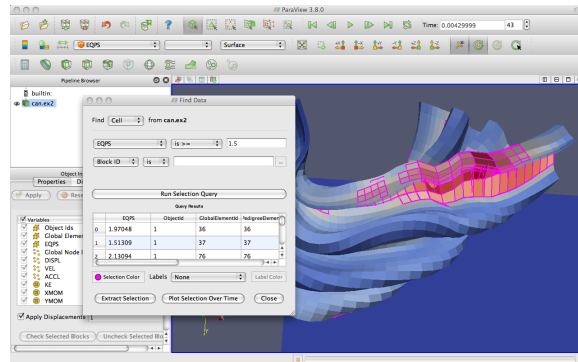 ParaView 3.8.0
Time: 0.00429999 43
EQPS Surface
Pipeline Browser
builtin:
can.ex2
Find Data
Find Cell from can.ex2
EQPS is >= 1.5
Block ID is ...
Run Selection Query
Query Results
EQPS ObjectId GlobalElementId
0 1.97048 1 36 36
1 1.51309 1 37 37
2 2.13094 1 76 76
Selection Color Labels None Label Color
Extract Selection Plot Selection Over Time Close
Object In
Properties
Apply Rese
Variables
Object Ids
Global Eleme
EQPS
Global Node I
DISPL
VEL
ACCL
KE
XMOM
YMOM
Apply Displacements 1
Check Selected Blocks Uncheck Selected Blo